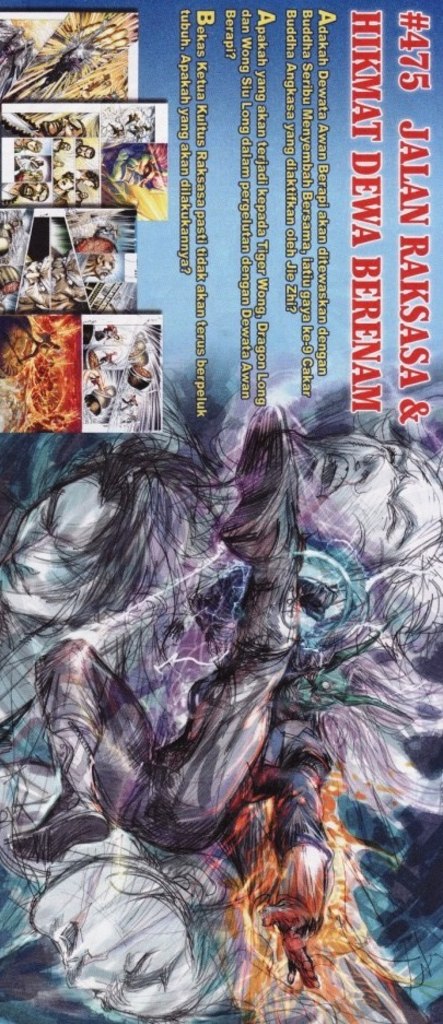 #475 JALAN RAKSASA &
HIKMAT DEWA BERENAM
Adakah Dewata Awan Berapi akan ditewaskan dengan
Buddha Seribu Menyembah Bersama, iaitu gaya ke-9 Cakar
Buddha Angkasa yang diaktifkan oleh Jie Zhi?
Apakah yang akan terjadi kepada Tiger Wong, Dragon Long
dan Wong Siu Long dalam pergelutan dengan Dewata Awan
Berapi?
Bekas Ketua Kultus Raksasa pasti tidak akan terus berpeluk
tubuh. Apakah yang akan dilakukannya?